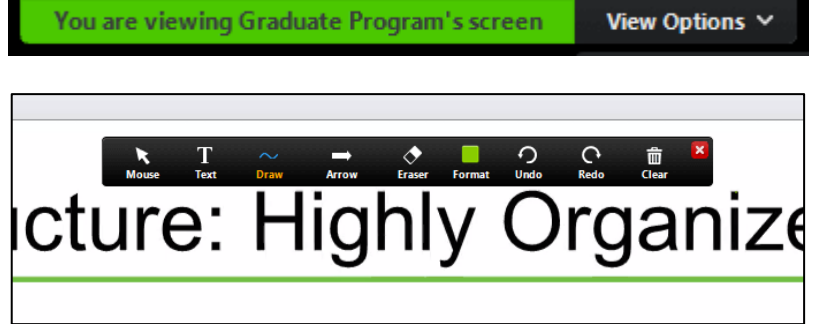 You are viewing Graduate Program's screen View Options
Mouse Text Draw Arrow Eraser Format Undo Redo Clear
ucture: Highly Organize